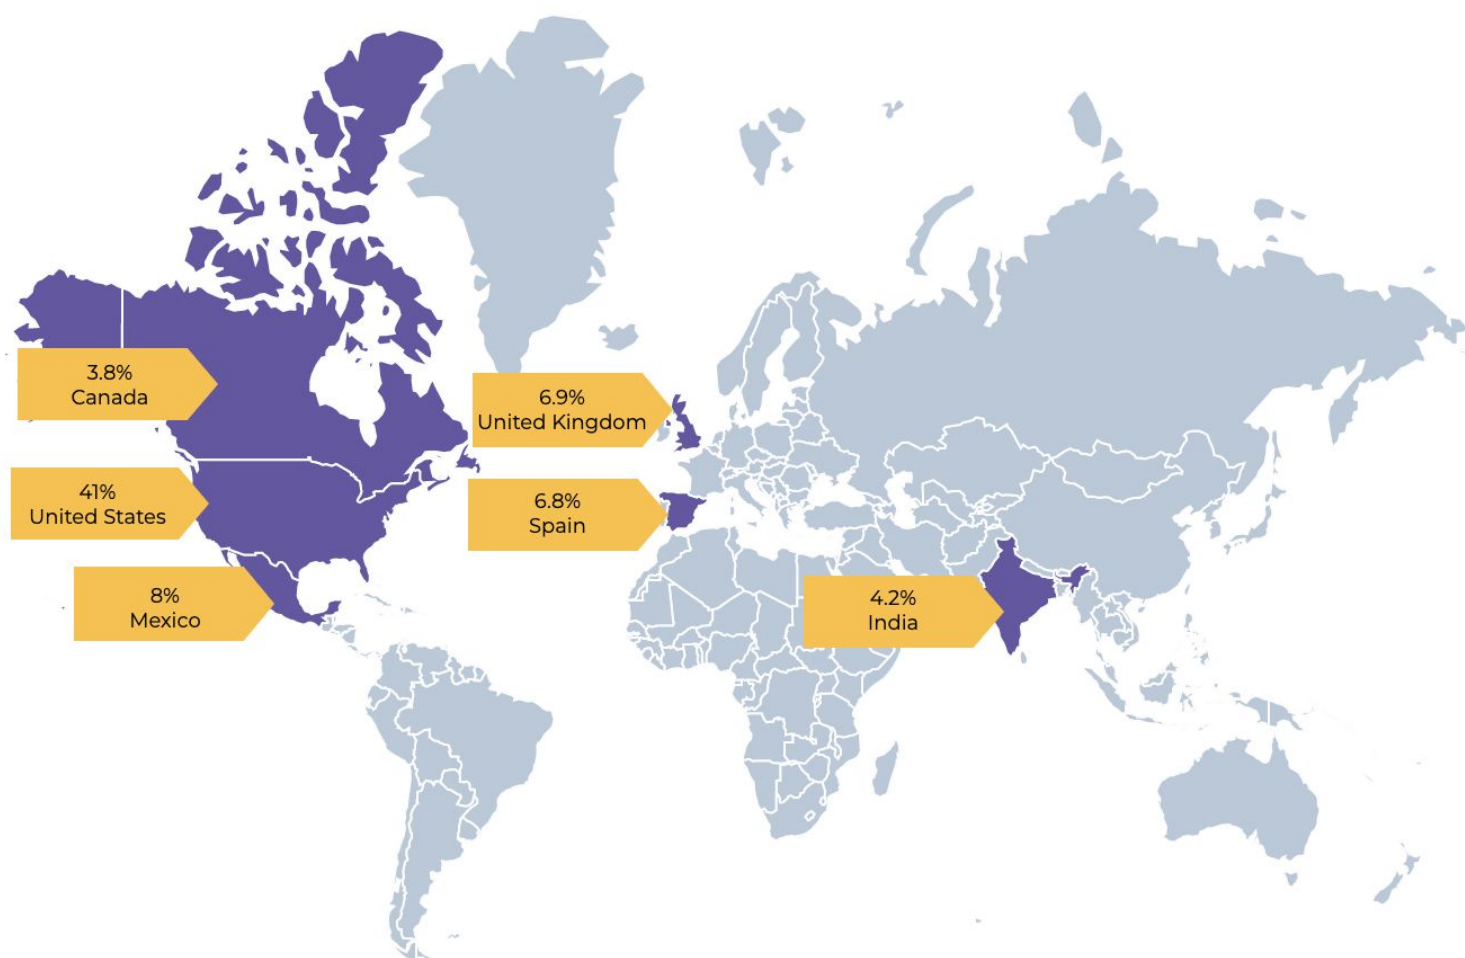 3.8%
Canada
6.9%
United Kingdom
41%
United States
6.8%
Spain
8%
Mexico
4.2%
India